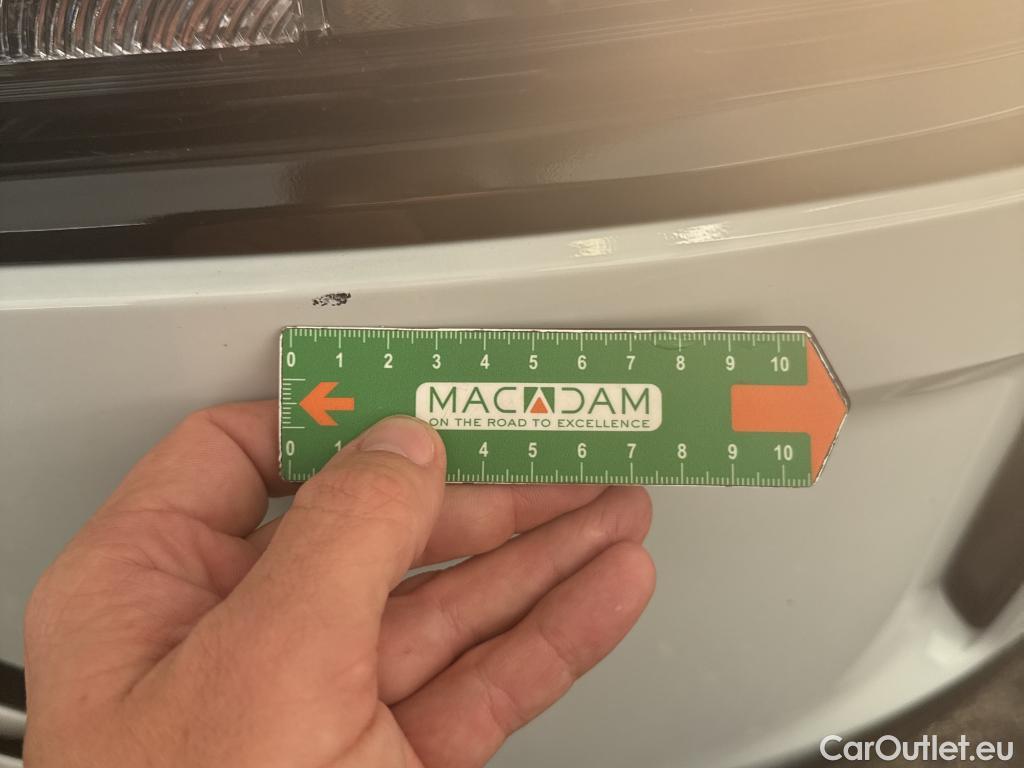 0 1 2 3 4 5 6 7 8 9 10
MACADAM
ON THE ROAD TO EXCELLENCE
0 1 4 5 6 7 8 9 10
CarOutlet.eu